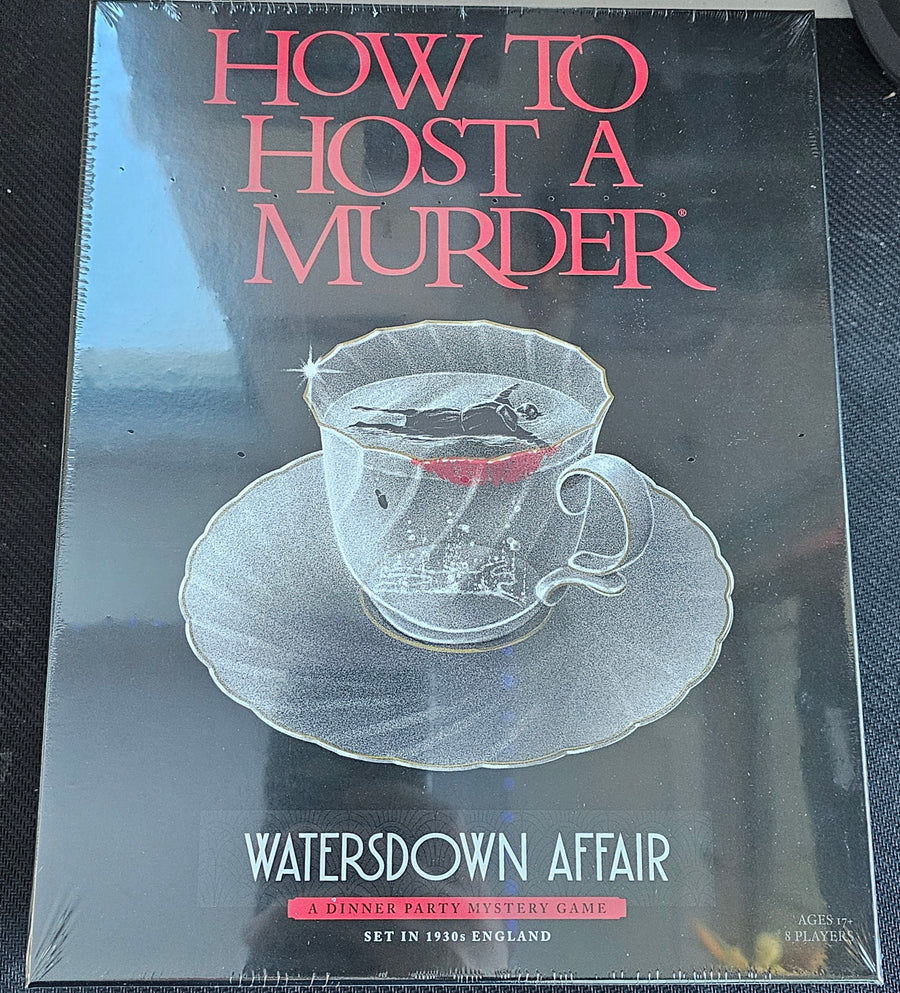 HOW TO
HOST A
MURDER®
WATERSDOWN AFFAIR
A DINNER PARTY MYSTERY GAME
SET IN 1930s ENGLAND
AGES 17+
8 PLAYERS